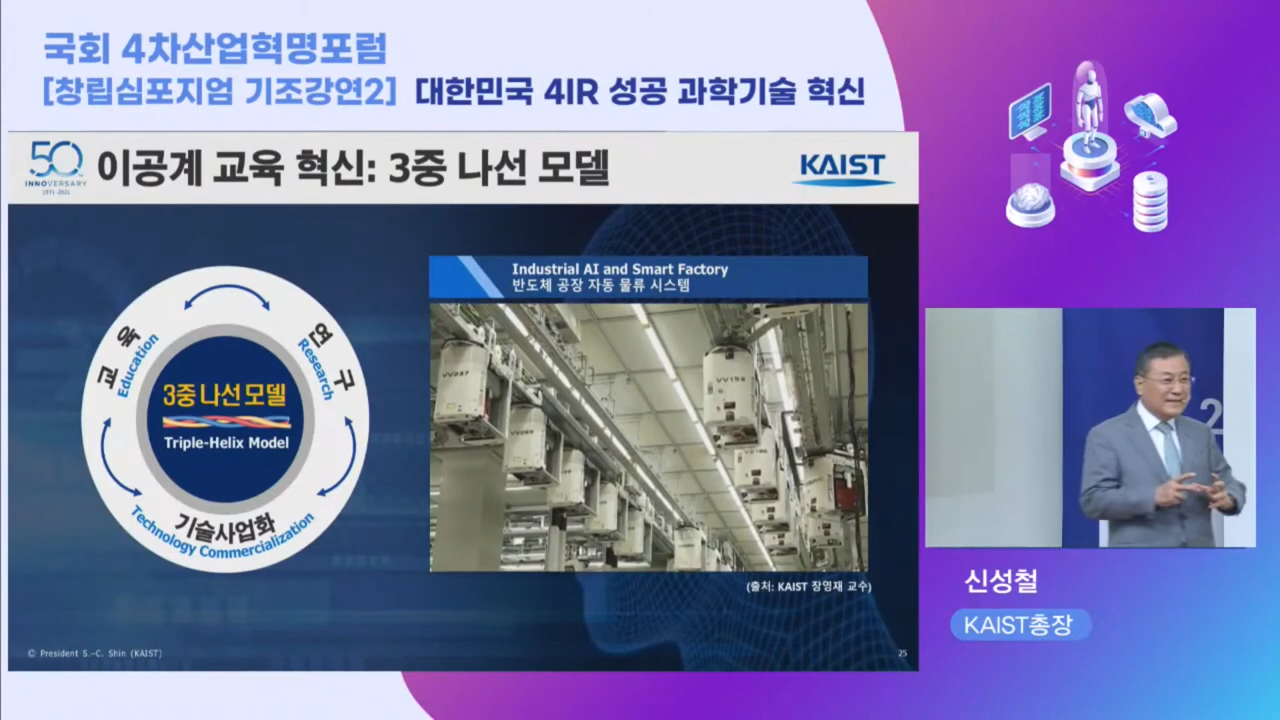 국회 4차산업혁명포럼
[창립심포지엄 기조강연2] 대한민국 4IR 성공 과학기술 혁신
50
INNOVERSARY
1971-2021
이공계 교육 혁신: 3중 나선 모델
KAIST
교육
Education
연구
Research
3중 나선 모델
Triple-Helix Model
기술사업화
Technology Commercialization
Industrial AI and Smart Factory
반도체 공장 자동 물류 시스템
(출처: KAIST 장영재 교수)
© President S.-C. Shin (KAIST)
25
2
신성철
KAIST총장